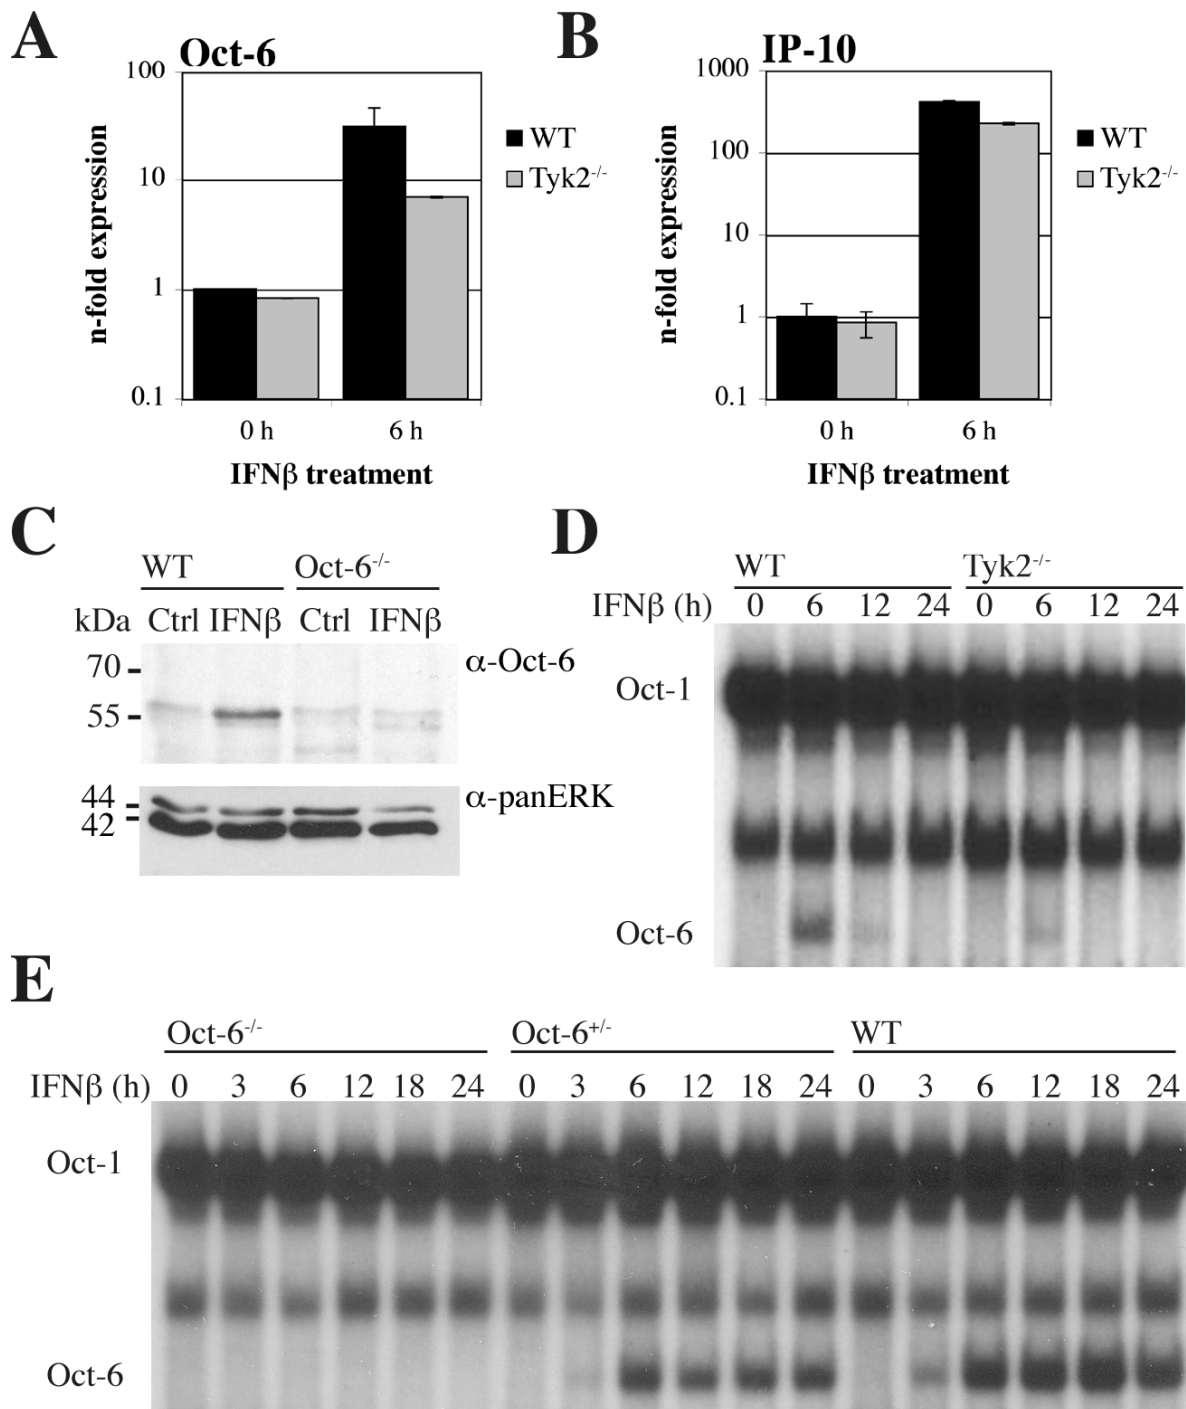 A
Oct-6
100
10
1
0.1
n-fold expression
0 h
6 h
IFNβ treatment
WT
Tyk2-/-
B
IP-10
1000
100
10
1
0.1
n-fold expression
0 h
6 h
IFNβ treatment
WT
Tyk2-/-
C
WT Oct-6-/-
kDa Ctrl IFNβ Ctrl IFNβ
70
55
α-Oct-6
44
42
α-panERK
D
WT Tyk2-/-
IFNβ (h) 0 6 12 24 0 6 12 24
Oct-1
Oct-6
E
Oct-6-/- Oct-6+/- WT
IFNβ (h) 0 3 6 12 18 24 0 3 6 12 18 24 0 3 6 12 18 24
Oct-1
Oct-6